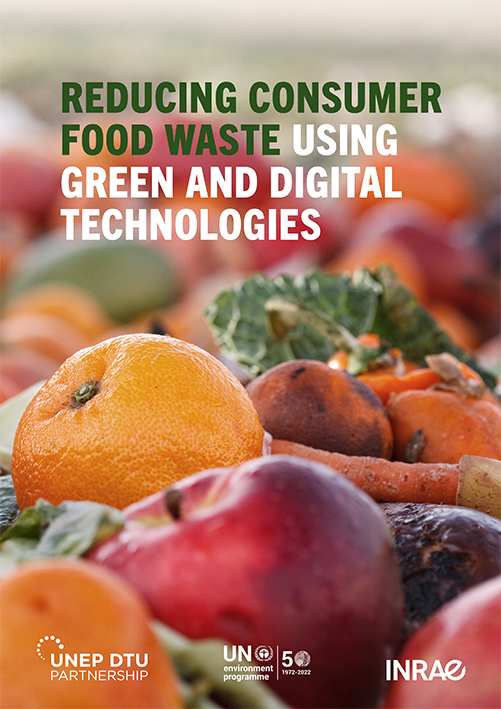 REDUCING CONSUMER
FOOD WASTE USING
GREEN AND DIGITAL
TECHNOLOGIES
UNEP DTU
PARTNERSHIP
UN
environment
programme
50
1972-2022
INRAE